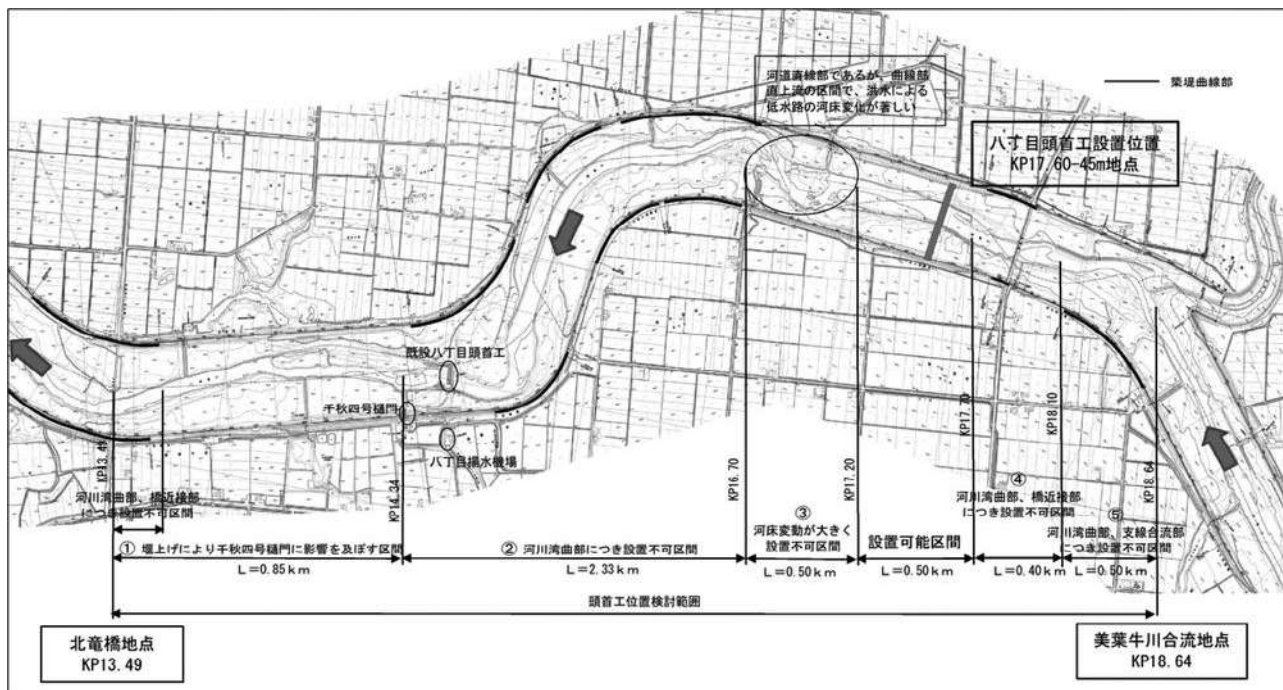 河道直線部であるが、曲線部
直上流の区間で、洪水による
低水路の河床変化が著しい
築堤曲線部
八丁目頭首工設置位置
KP17.60-45m地点
既設八丁目頭首工
千秋四号樋門
八丁目揚水機場
KP13.49
KP14.34
KP16.70
KP17.20
KP17.70
KP18.10
KP18.64
河川湾曲部、橋近接部
につき設置不可区間
① 堰上げにより千秋四号樋門に影響を及ぼす区間
L=0.85km
② 河川湾曲部につき設置不可区間
L=2.33km
③
河床変動が大きく
設置不可区間
L=0.50km
設置可能区間
L=0.50km
④
河川湾曲部、橋近接部
につき設置不可区間
L=0.40km
⑤
河川湾曲部、支線合流部
につき設置不可区間
L=0.50km
頭首工位置検討範囲
北竜橋地点
KP13.49
美葉牛川合流地点
KP18.64